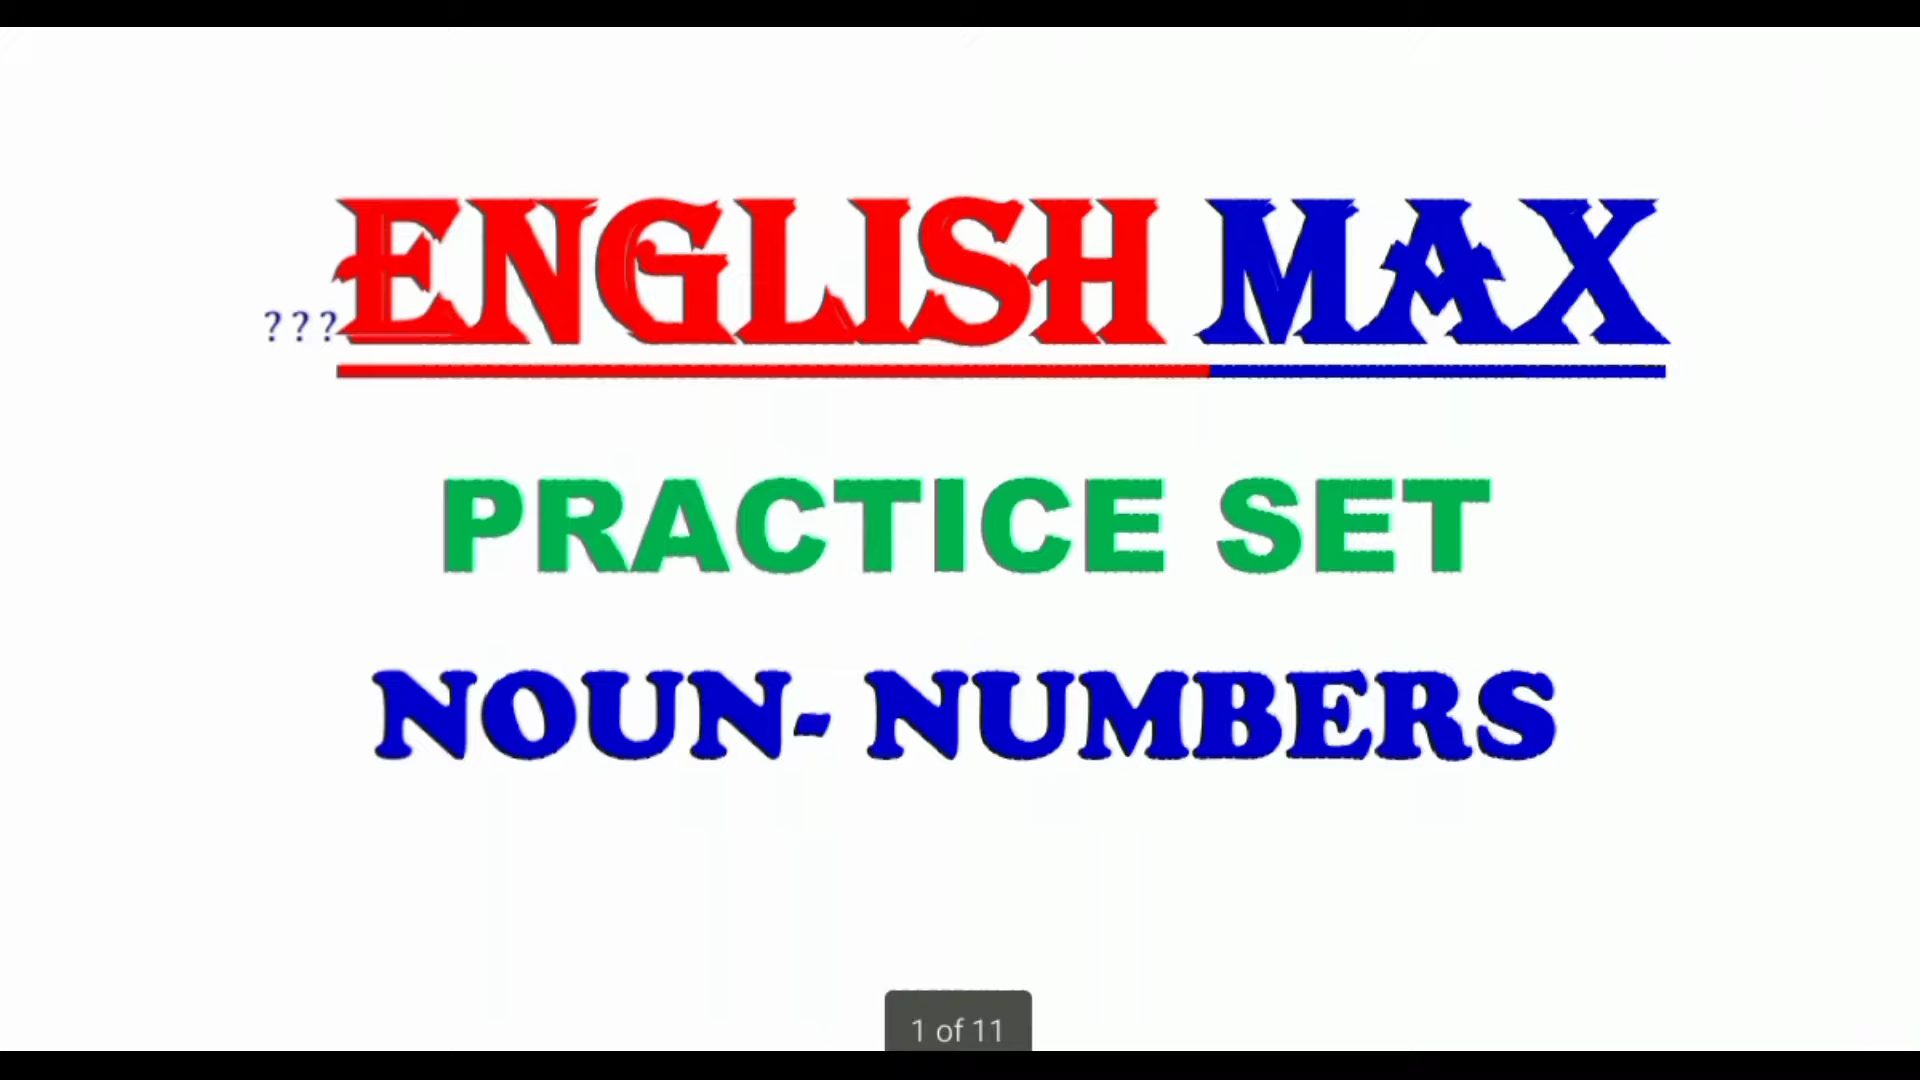 ???ENGLISH MAX
PRACTICE SET
NOUN- NUMBERS
1 of 11